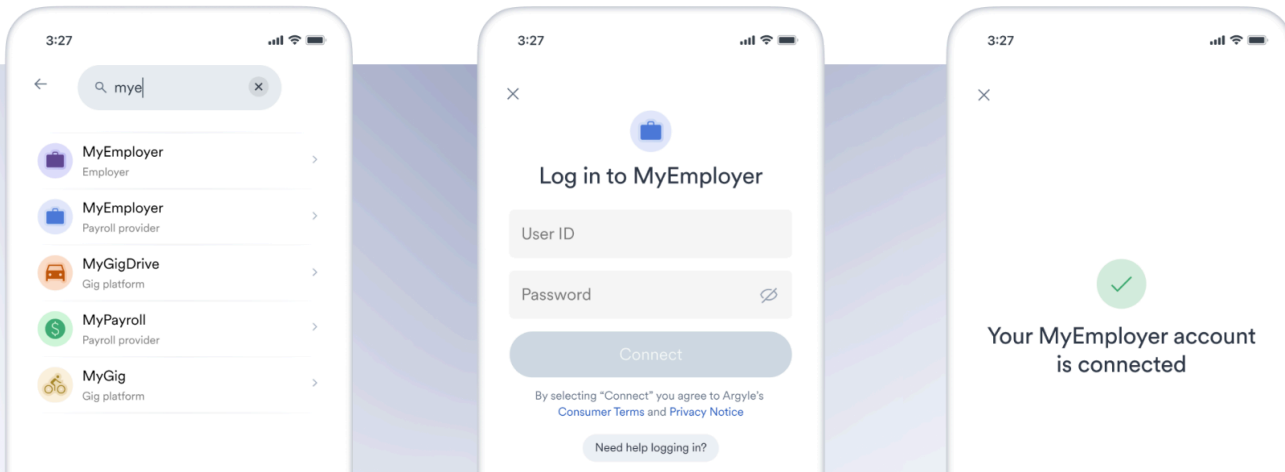 3:27
mye
MyEmployer
Employer
MyEmployer
Payroll provider
MyGigDrive
Gig platform
MyPayroll
Payroll provider
MyGig
Gig platform
3:27
Log in to MyEmployer
User ID
Password
Connect
By selecting “Connect” you agree to Argyle's
Consumer Terms and Privacy Notice
Need help logging in?
3:27
Your MyEmployer account
is connected